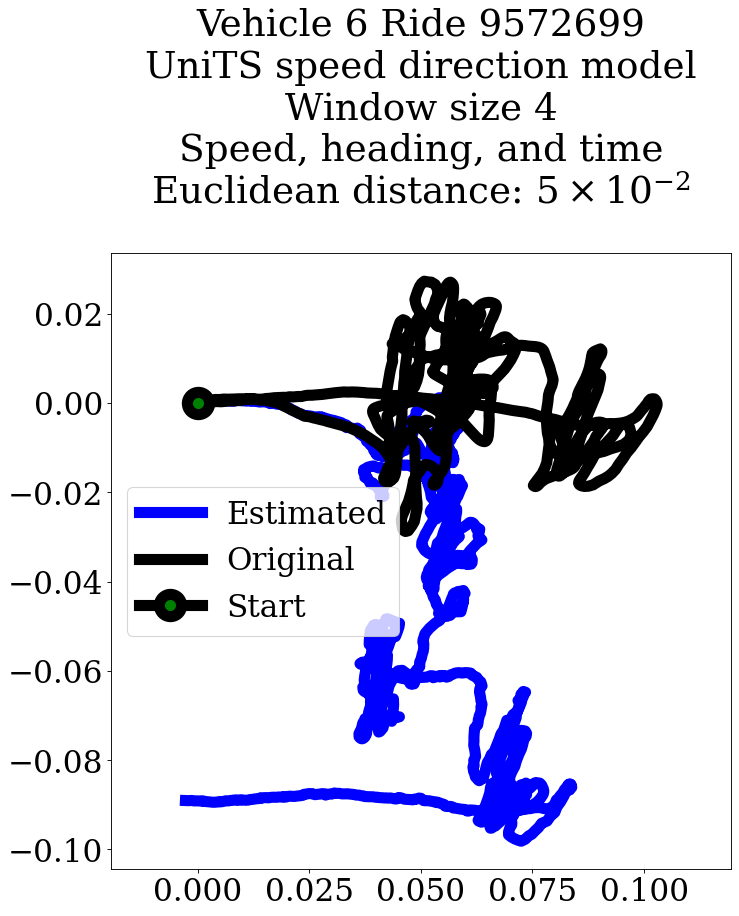 Vehicle 6 Ride 9572699
UniTS speed direction model
Window size 4
Speed, heading, and time
Euclidean distance: 5 × 10⁻²
0.02
0.00
−0.02
−0.04
−0.06
−0.08
−0.10
Estimated
Original
Start
0.000 0.025 0.050 0.075 0.100